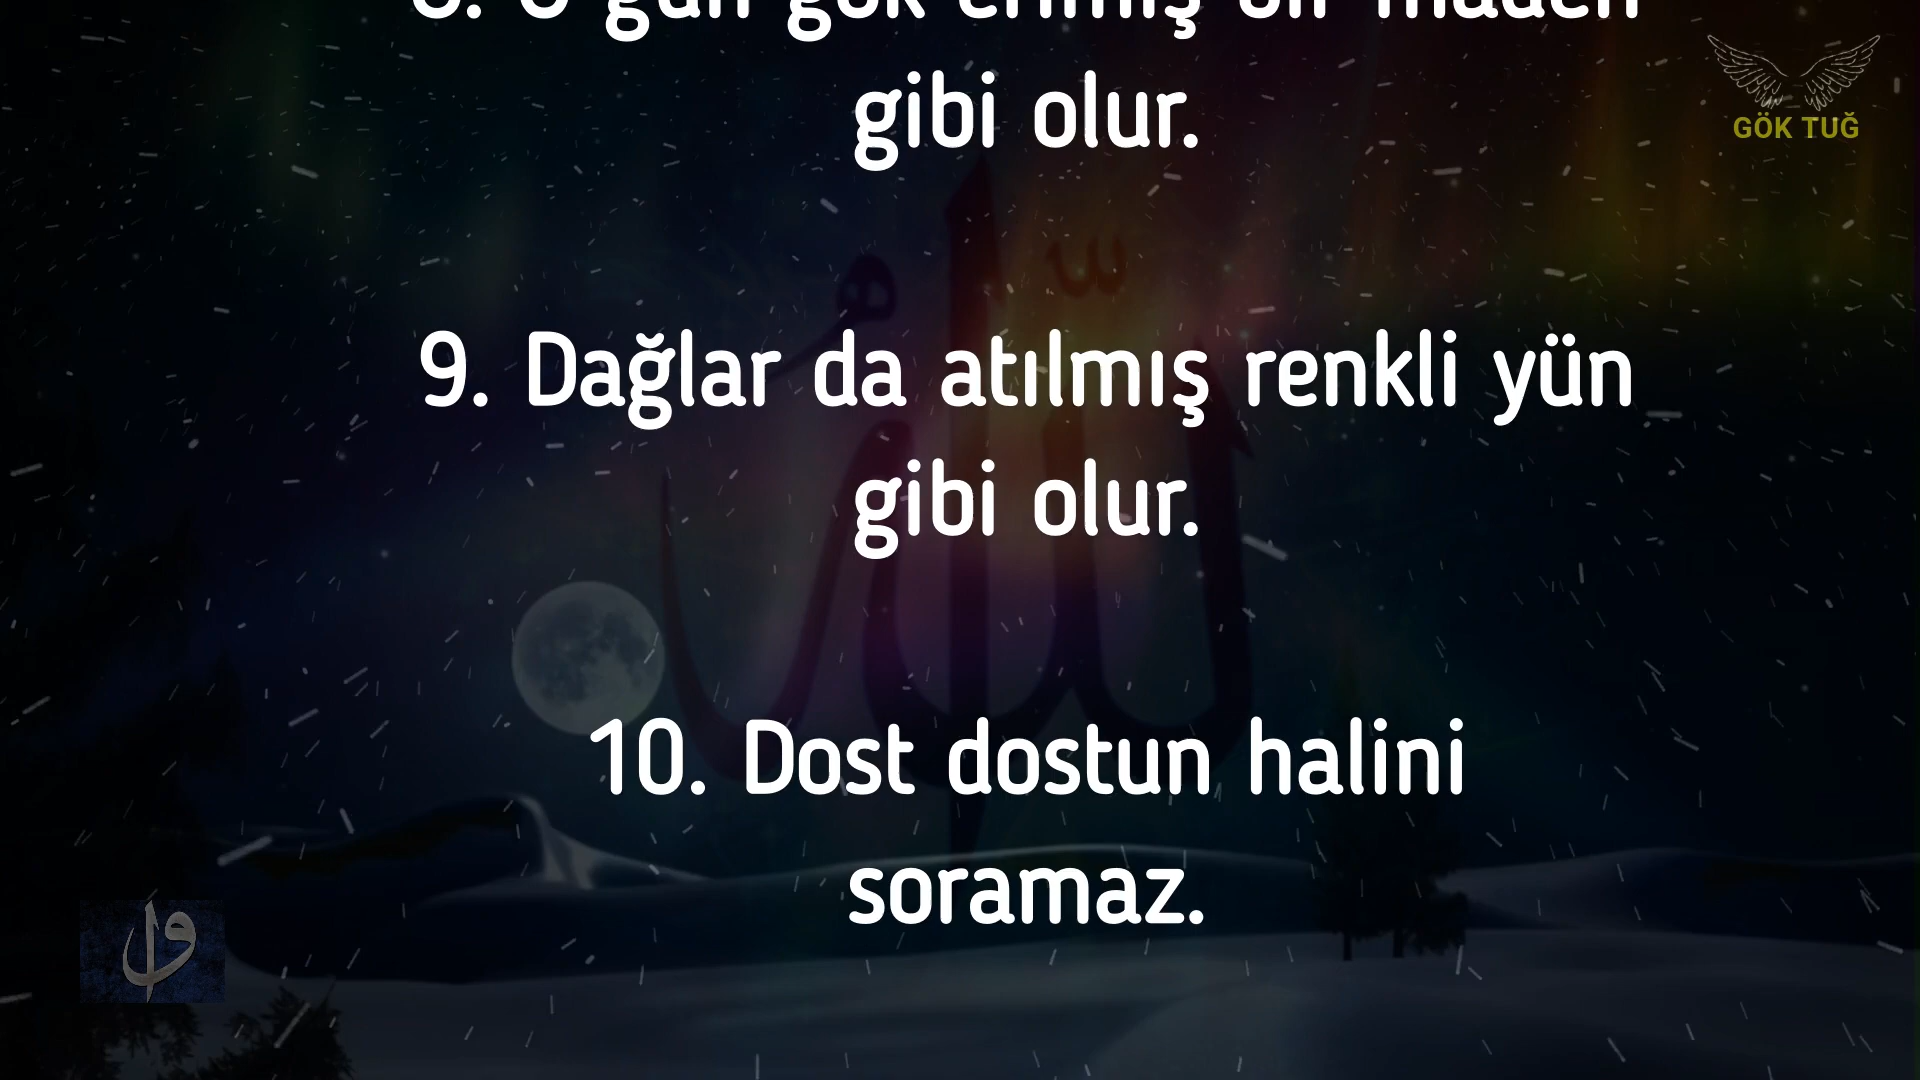 8. O gün gök erimiş bir maden
gibi olur.
GÖK TUĞ
9. Dağlar da atılmış renkli yün
gibi olur.
10. Dost dostun halini
soramaz.